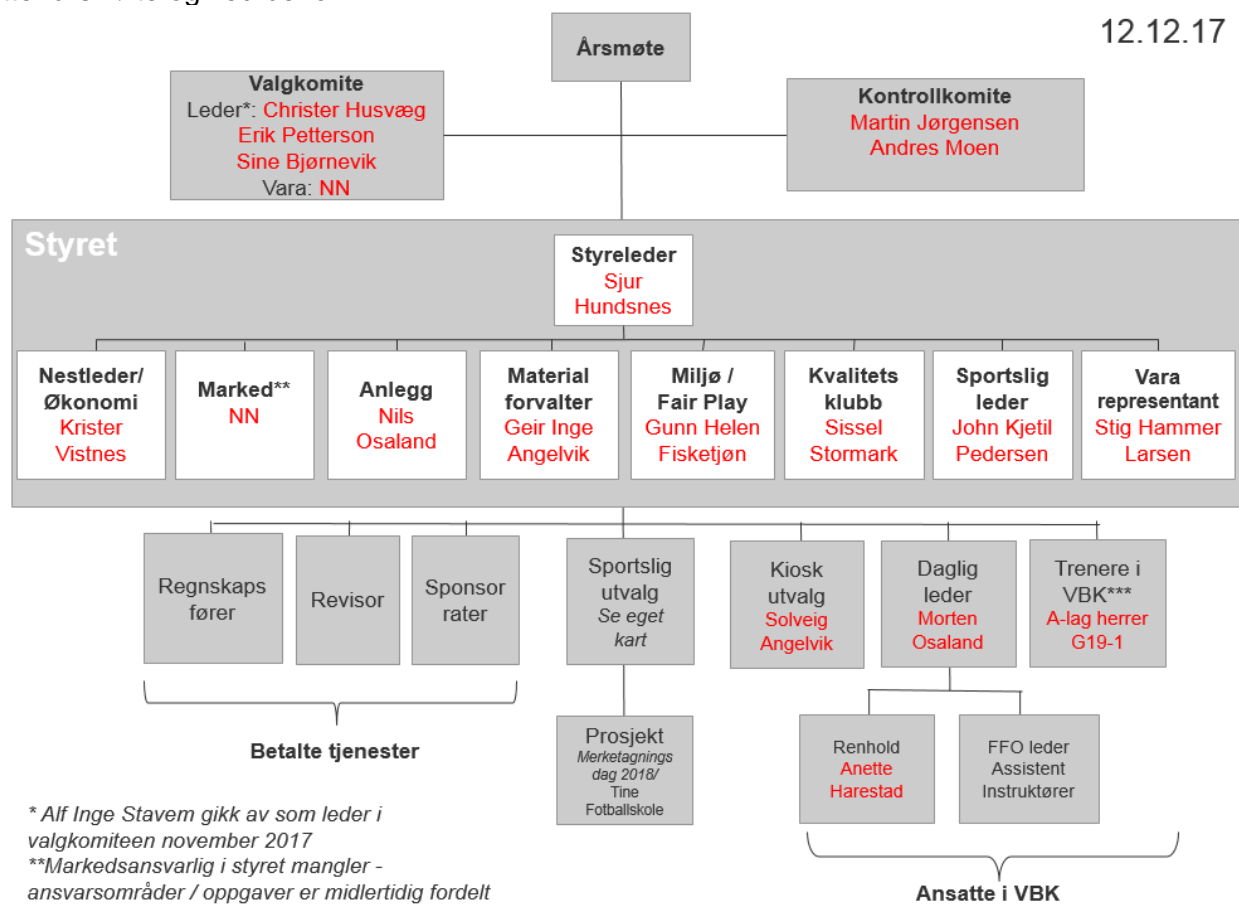 12.12.17
Årsmøte
Valgkomite
Leder*: Christer Husvæg
Erik Petterson
Sine Bjørnevik
Vara: NN
Kontrollkomite
Martin Jørgensen
Andres Moen
Styret
Styreleder
Sjur
Hundsnes
Nestleder/
Økonomi
Krister
Vistnes
Marked**
NN
Anlegg
Nils
Osaland
Material
forvalter
Geir Inge
Angelvik
Miljø /
Fair Play
Gunn Helen
Fisketjøn
Kvalitets
klubb
Sissel
Stormark
Sportslig
leder
John Kjetil
Pedersen
Vara
representant
Stig Hammer
Larsen
Regnskaps
fører
Revisor
Sponsor
rater
Sportslig
utvalg
Se eget
kart
Kiosk
utvalg
Solveig
Angelvik
Daglig
leder
Morten
Osaland
Trenere i
VBK***
A-lag herrer
G19-1
Betalte tjenester
Prosjekt
Merketagnings
dag 2018/
Tine
Fotballskole
Renhold
Anette
Harestad
FFO leder
Assistent
Instruktører
Ansatte i VBK
* Alf Inge Stavem gikk av som leder i
valgkomiteen november 2017
**Markedsansvarlig i styret mangler -
ansvarsområder / oppgaver er midlertidig fordelt